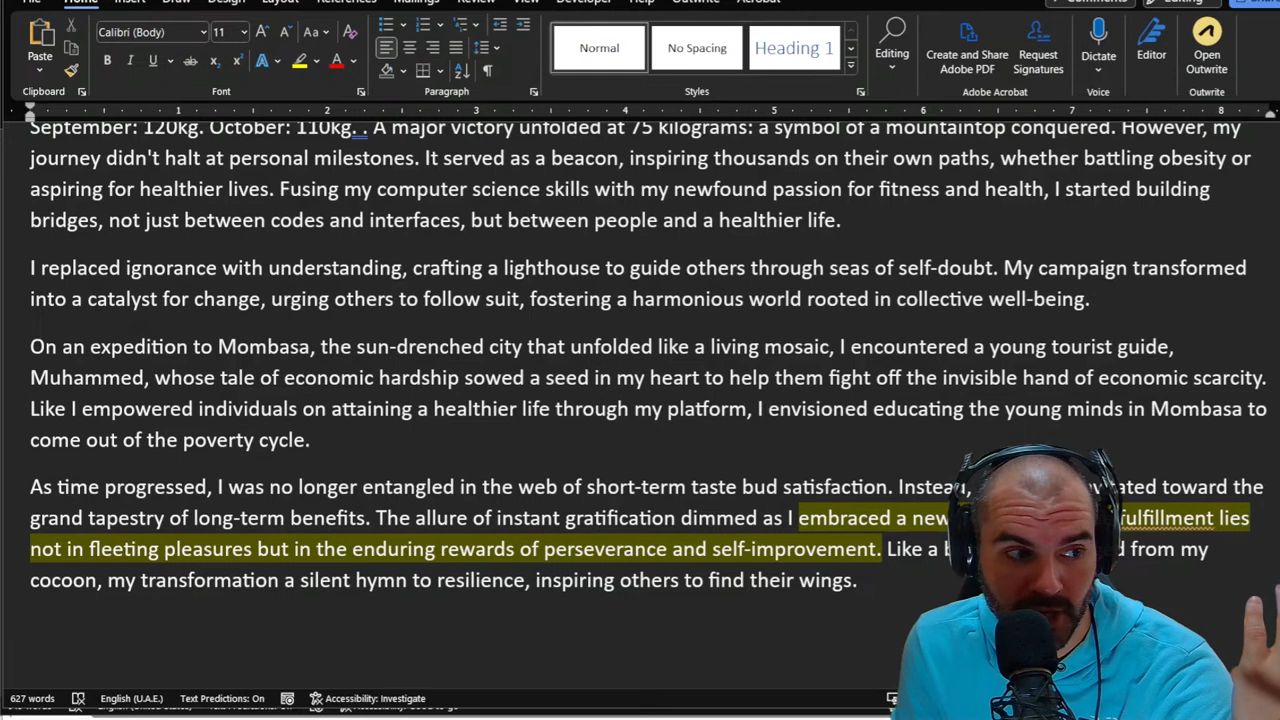 Home
Calibri (Body) 11 Aa
Normal No Spacing Heading 1
Paste Editing Create and Share Adobe PDF Request Signatures Dictate Editor Open Outwrite
Clipboard Font Paragraph Styles Adobe Acrobat Voice Outwrite
1 2 3 4 5 6 7 8
September: 120kg. October: 110kg. . A major victory unfolded at 75 kilograms: a symbol of a mountaintop conquered. However, my
journey didn't halt at personal milestones. It served as a beacon, inspiring thousands on their own paths, whether battling obesity or
aspiring for healthier lives. Fusing my computer science skills with my newfound passion for fitness and health, I started building
bridges, not just between codes and interfaces, but between people and a healthier life.
I replaced ignorance with understanding, crafting a lighthouse to guide others through seas of self-doubt. My campaign transformed
into a catalyst for change, urging others to follow suit, fostering a harmonious world rooted in collective well-being.
On an expedition to Mombasa, the sun-drenched city that unfolded like a living mosaic, I encountered a young tourist guide,
Muhammed, whose tale of economic hardship sowed a seed in my heart to help them fight off the invisible hand of economic scarcity.
Like I empowered individuals on attaining a healthier life through my platform, I envisioned educating the young minds in Mombasa to
come out of the poverty cycle.
As time progressed, I was no longer entangled in the web of short-term taste bud satisfaction. Instead, toward the
grand tapestry of long-term benefits. The allure of instant gratification dimmed as I embraced a new fulfillment lies
not in fleeting pleasures but in the enduring rewards of perseverance and self-improvement. Like a from my
cocoon, my transformation a silent hymn to resilience, inspiring others to find their wings.
627 words English (U.A.E.) Text Predictions: On Accessibility: Investigate